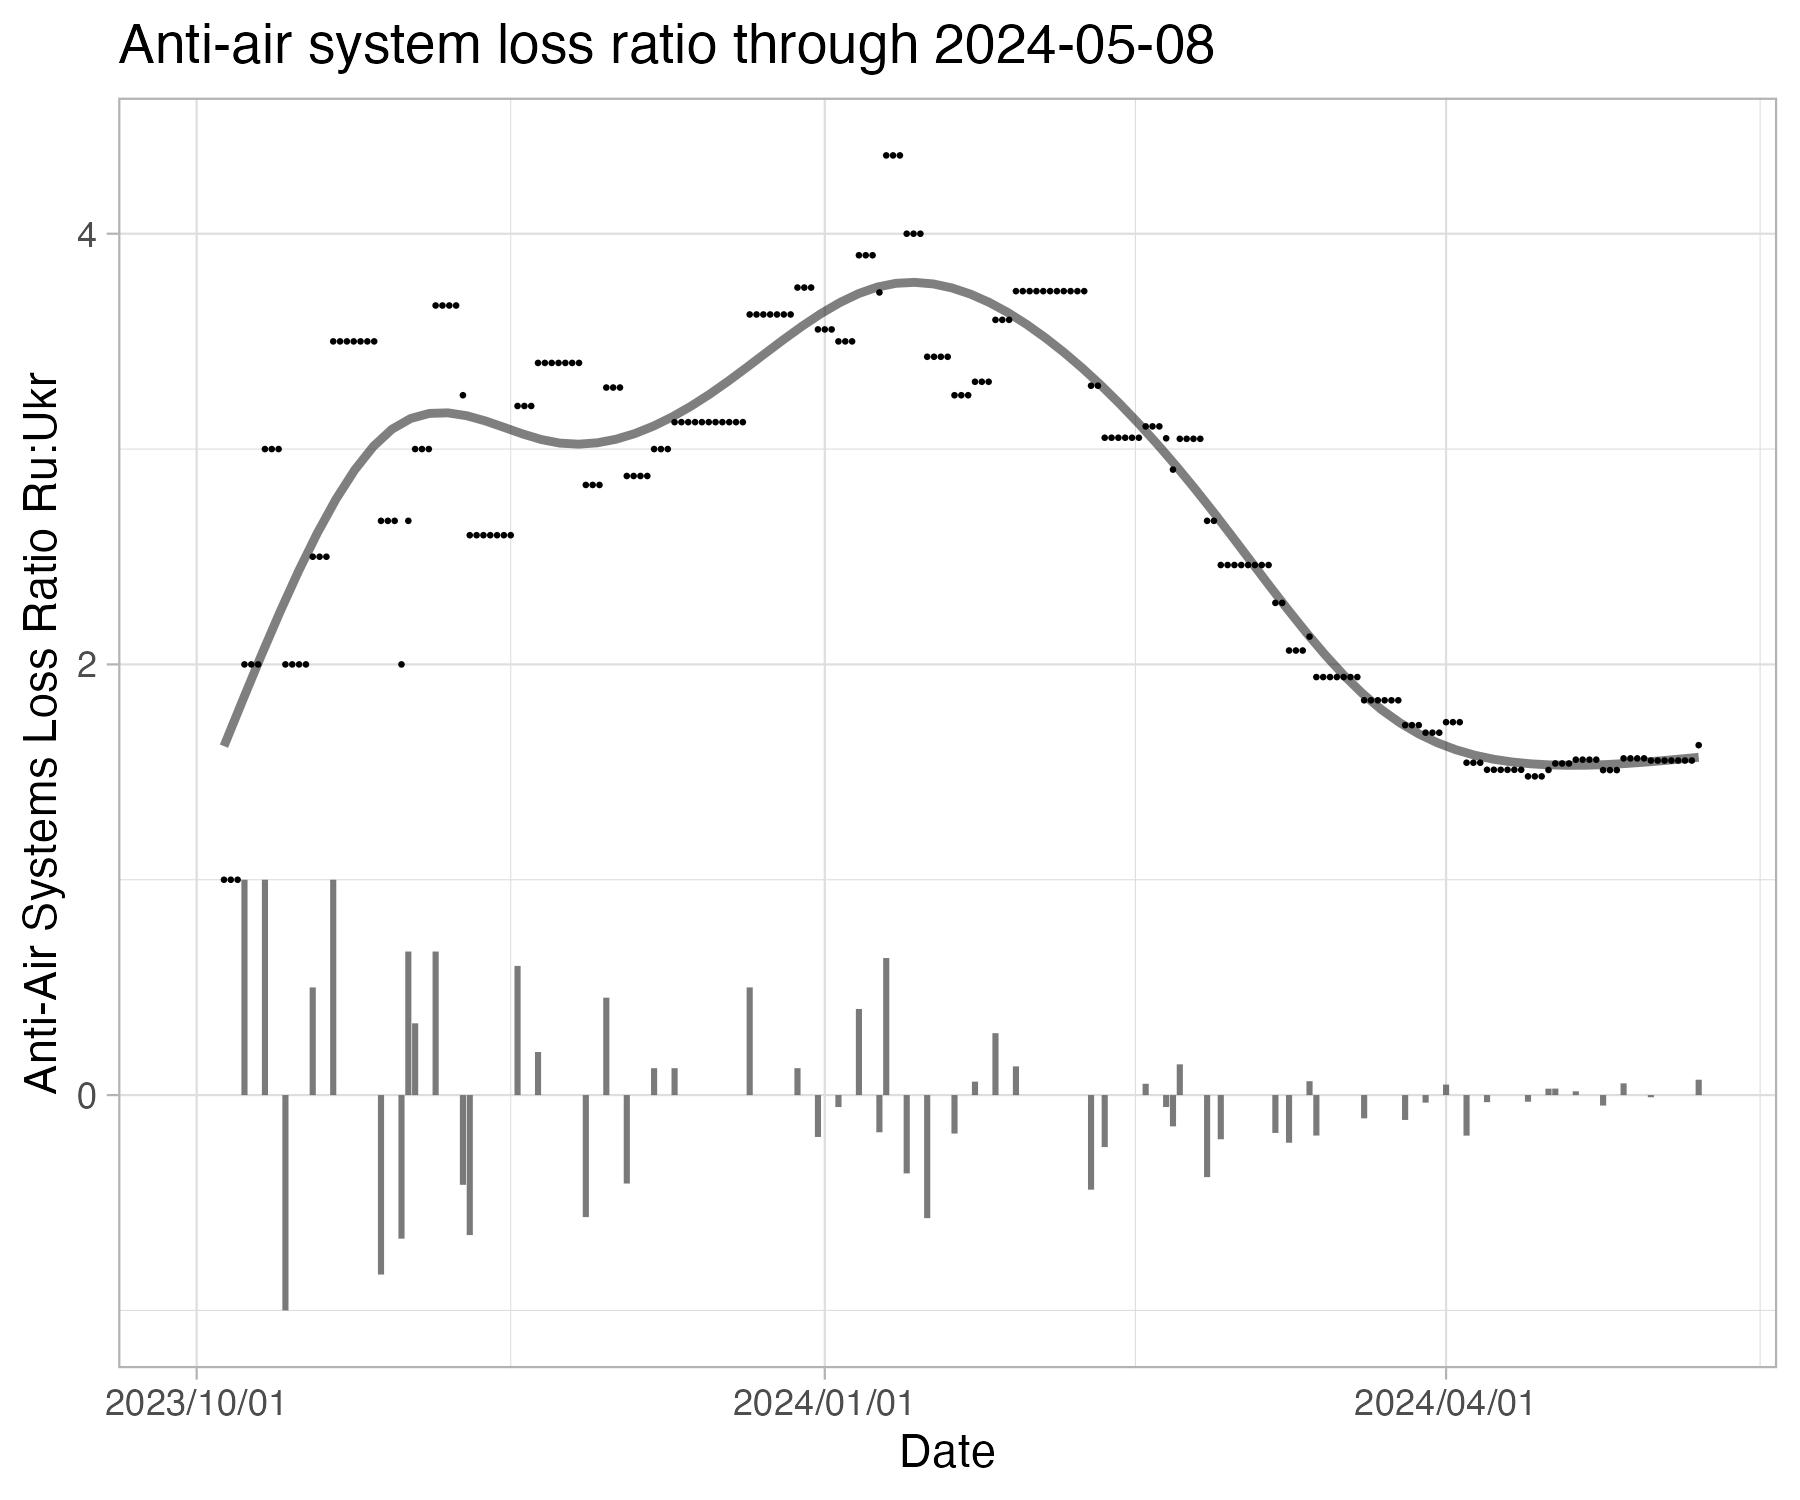 Anti-air system loss ratio through 2024-05-08
Anti-Air Systems Loss Ratio Ru:Ukr
4
2
0
2023/10/01
2024/01/01
2024/04/01
Date